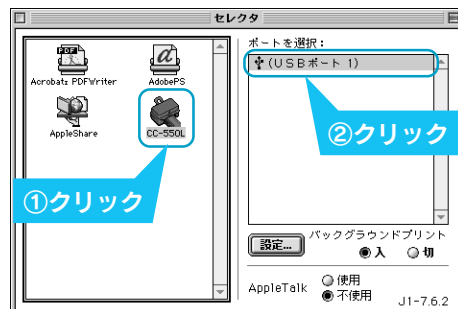 セレクタ
Acrobat™ PDFWriter
AdobePS
AppleShare
CC-550L
①クリック
ポートを選択：
(USBポート 1)
②クリック
設定...
バックグラウンドプリント
入 切
AppleTalk
使用
不使用
J1-7.6.2